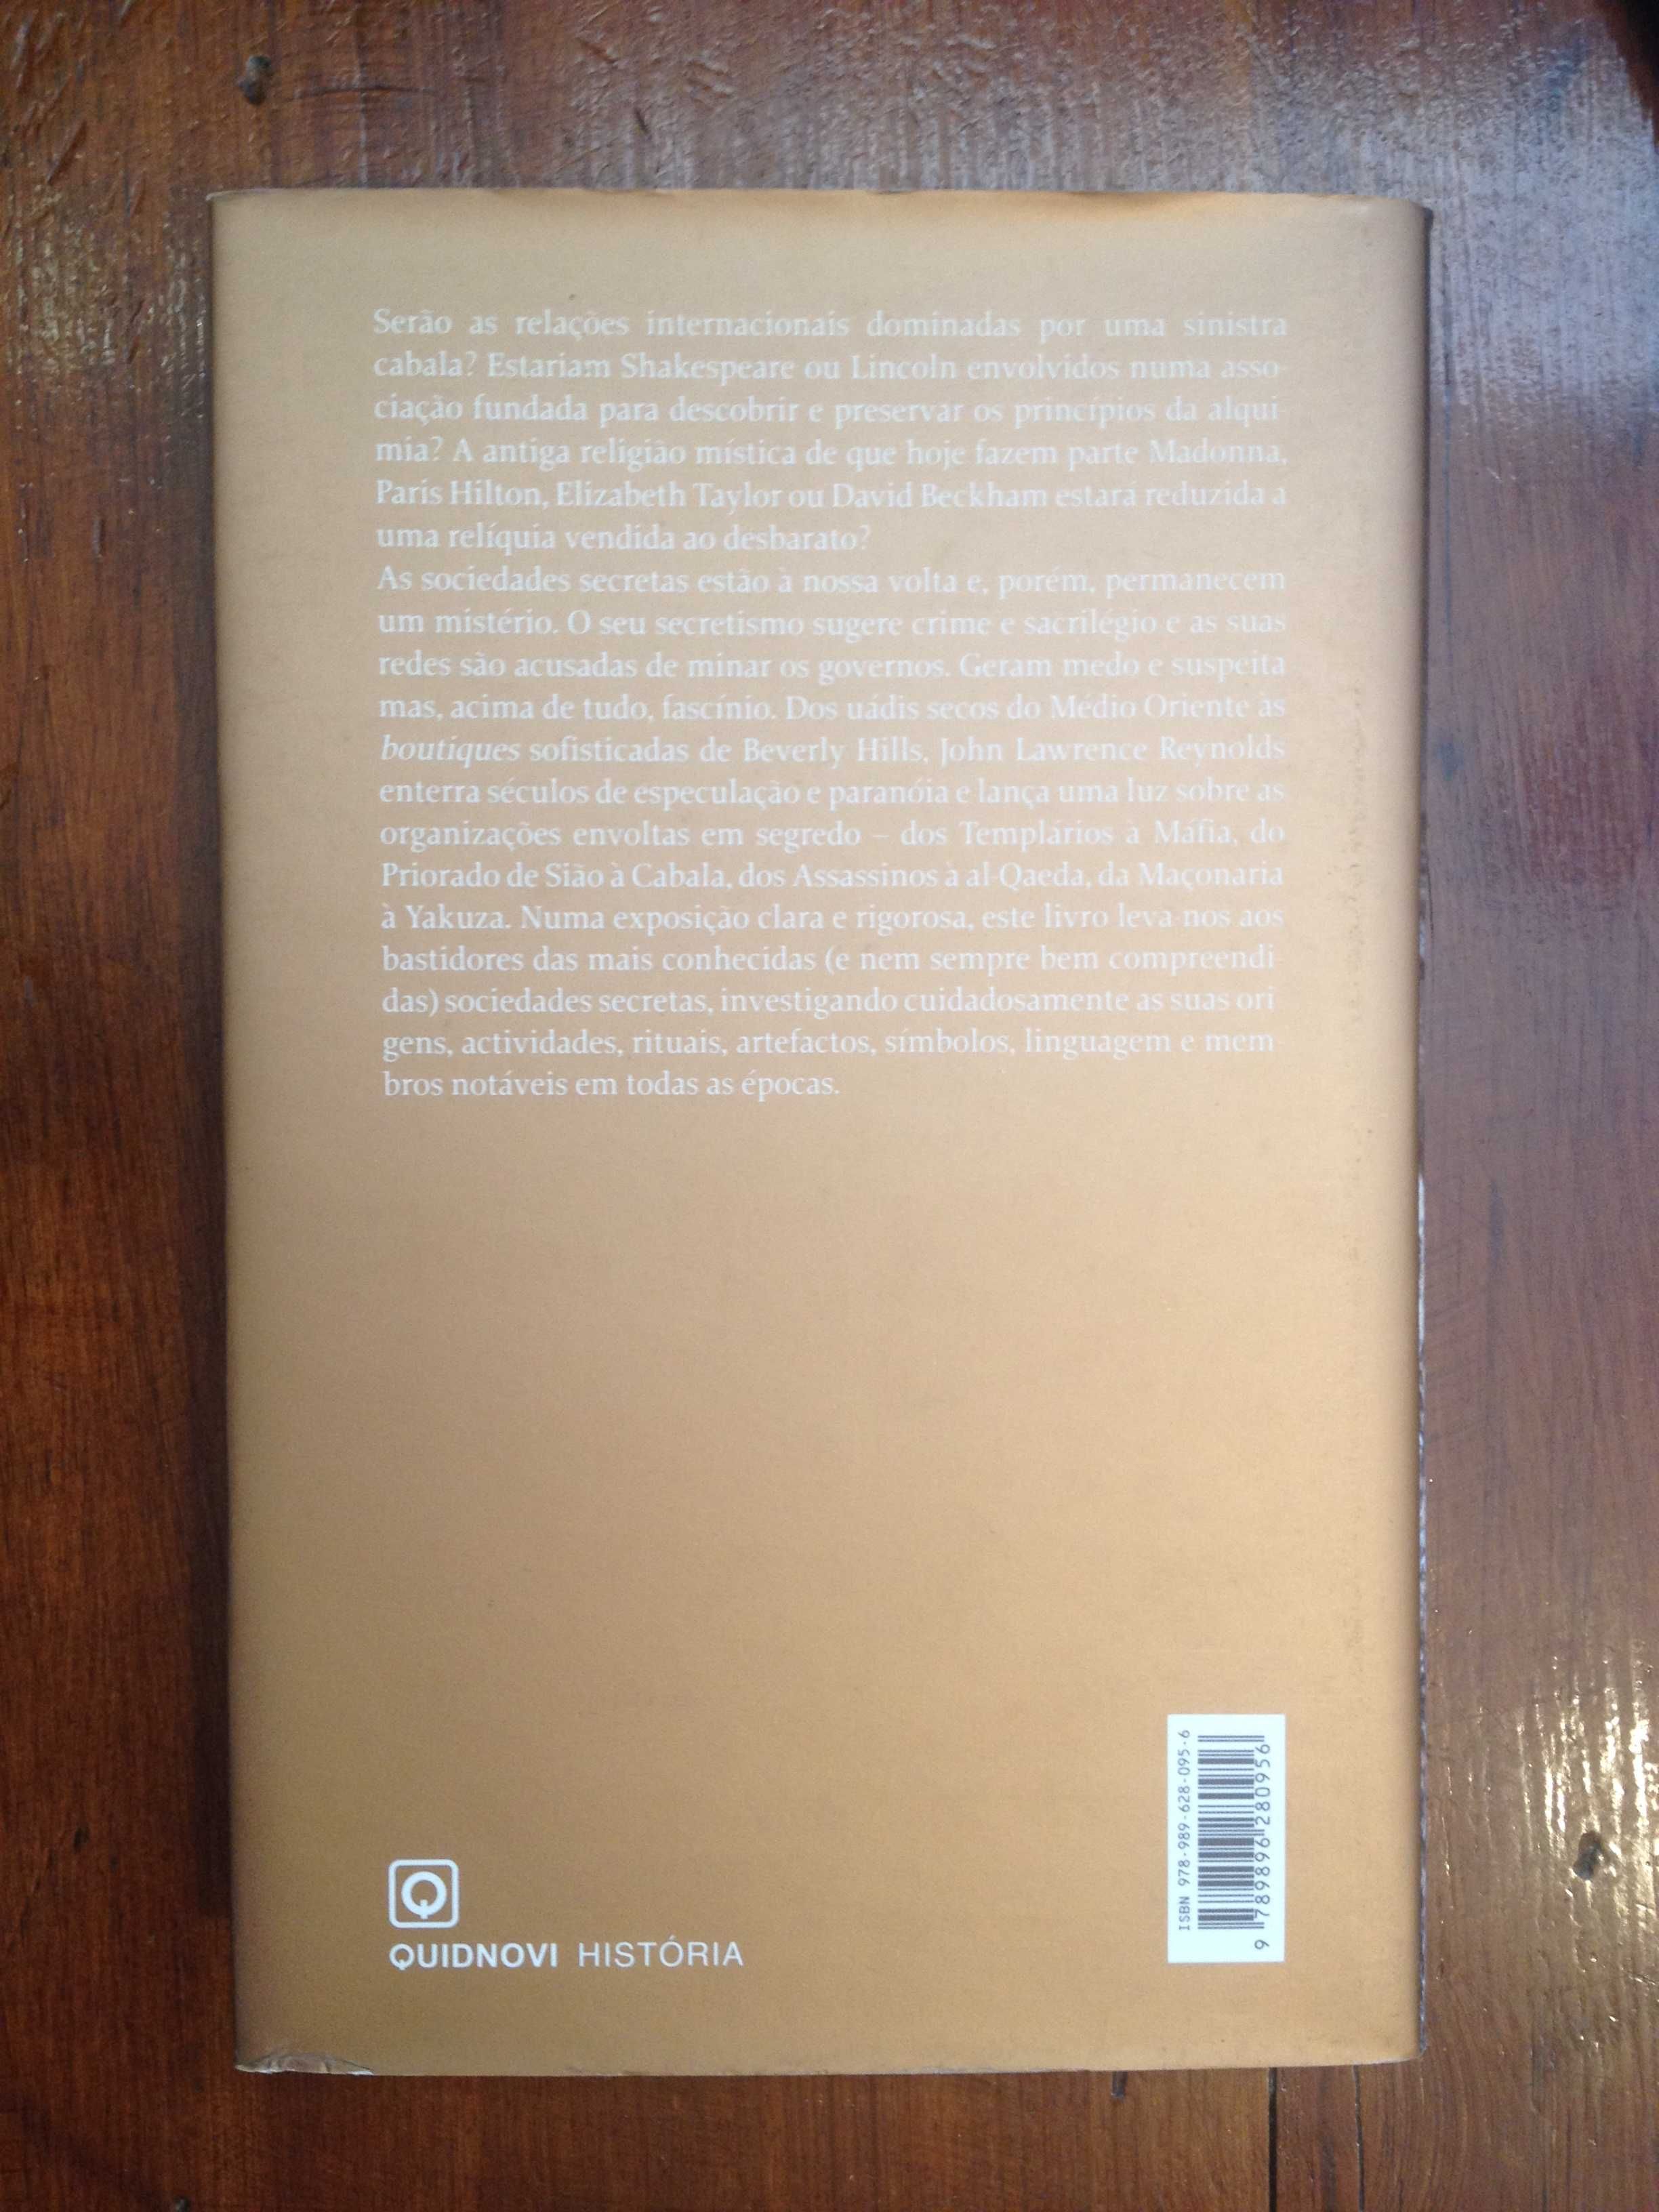 Serão as relações internacionais dominadas por uma sinistra
cabala? Estariam Shakespeare ou Lincoln envolvidos numa asso-
ciação fundada para descobrir e preservar os princípios da alqui-
mia? A antiga religião mística de que hoje fazem parte Madonna,
Paris Hilton, Elizabeth Taylor ou David Beckham estará reduzida a
uma relíquia vendida ao desbarato?
As sociedades secretas estão à nossa volta e, porém, permanecem
um mistério. O seu secretismo sugere crime e sacrilégio e as suas
redes são acusadas de minar os governos. Geram medo e suspeita
mas, acima de tudo, fascínio. Dos uádis secos do Médio Oriente às
boutiques sofisticadas de Beverly Hills, John Lawrence Reynolds
enterra séculos de especulação e paranóia e lança uma luz sobre as
organizações envoltas em segredo – dos Templários à Máfia, do
Priorado de Sião à Cabala, dos Assassinos à al-Qaeda, da Maçonaria
à Yakuza. Numa exposição clara e rigorosa, este livro leva-nos aos
bastidores das mais conhecidas (e nem sempre bem compreendi-
das) sociedades secretas, investigando cuidadosamente as suas ori-
gens, actividades, rituais, artefactos, símbolos, linguagem e mem-
bros notáveis em todas as épocas.
ISBN 978-989-628-095-6
9 789896 280956
Q
QUIDNOVI HISTÓRIA